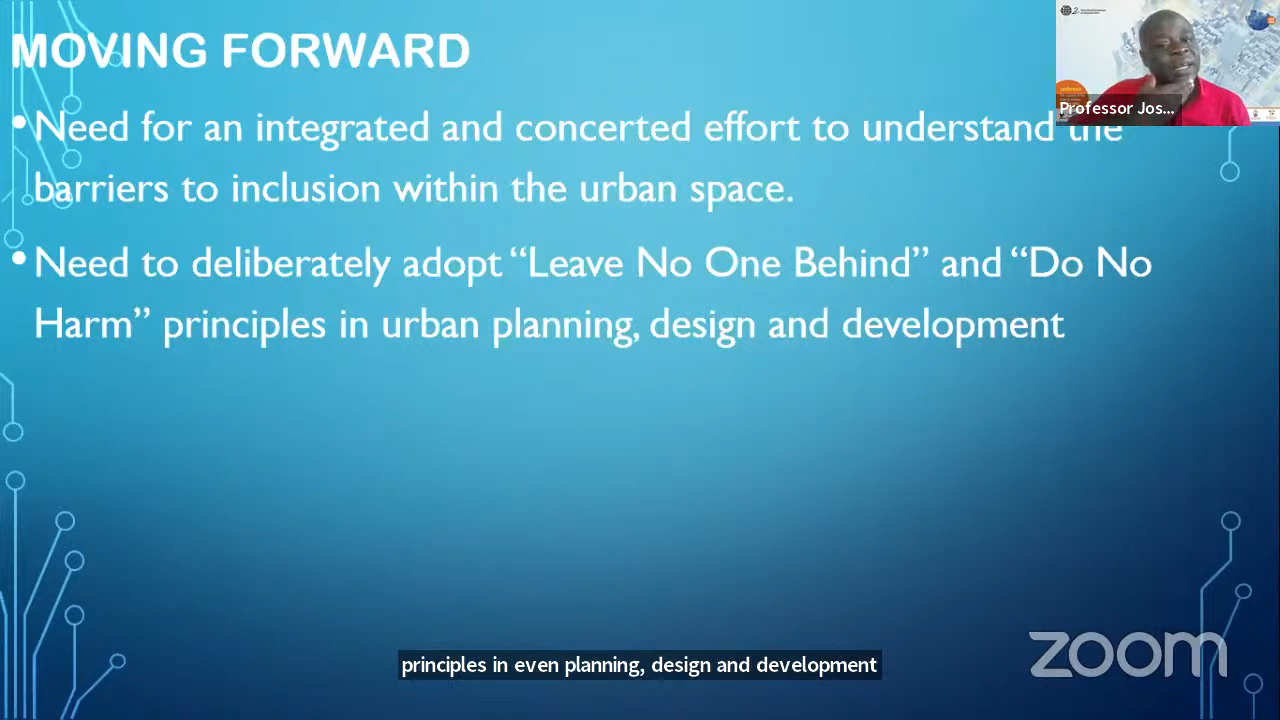 MOVING FORWARD
• Need for an integrated and concerted effort to understand the
barriers to inclusion within the urban space.
• Need to deliberately adopt “Leave No One Behind” and “Do No
Harm” principles in urban planning, design and development
Professor Jos...
principles in even planning, design and development
zoom